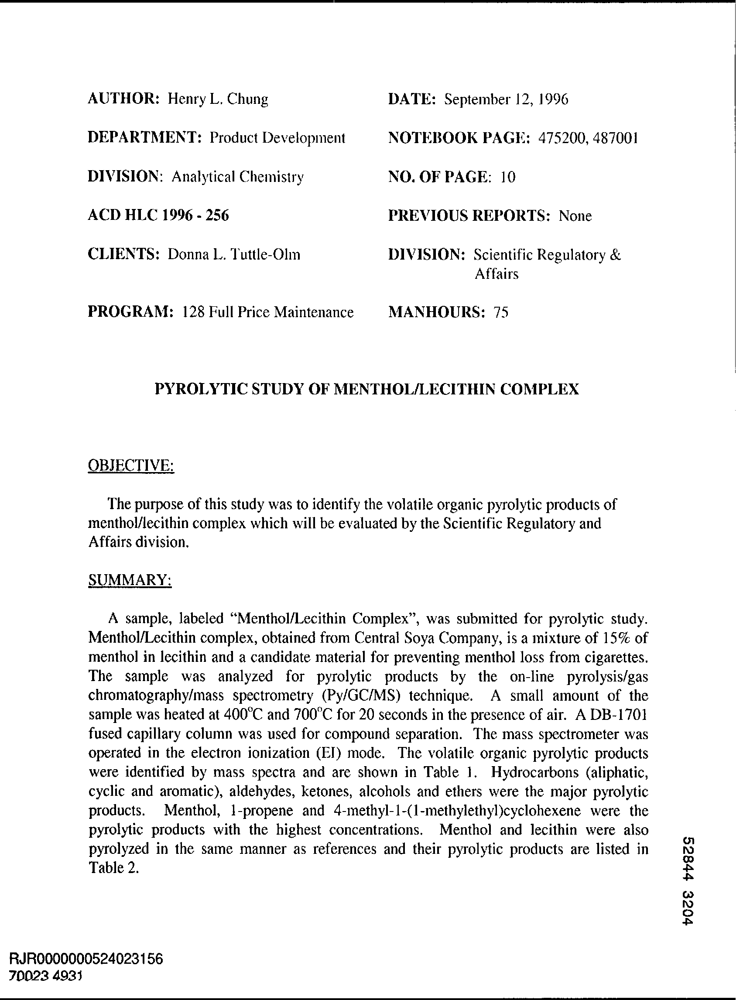 AUTHOR: Henry L. Chung
DATE: September 12, 1996
DEPARTMENT: Product Development
NOTEBOOK PAGE: 475200, 487001
DIVISION: Analytical Chemistry
NO. OF PAGE: 10
ACD HLC 1996 - 256
PREVIOUS REPORTS: None
CLIENTS: Donna L. Tuttle-Olm
DIVISION: Scientific Regulatory &
Affairs
PROGRAM: 128 Full Price Maintenance
MANHOURS: 75
PYROLYTIC STUDY OF MENTHOL/LECITHIN COMPLEX
OBJECTIVE:
The purpose of this study was to identify the volatile organic pyrolytic products of
menthol/lecithin complex which will be evaluated by the Scientific Regulatory and
Affairs division.
SUMMARY:
A sample, labeled “Menthol/Lecithin Complex”, was submitted for pyrolytic study.
Menthol/Lecithin complex, obtained from Central Soya Company, is a mixture of 15% of
menthol in lecithin and a candidate material for preventing menthol loss from cigarettes.
The sample was analyzed for pyrolytic products by the on-line pyrolysis/gas
chromatography/mass spectrometry (Py/GC/MS) technique. A small amount of the
sample was heated at 400°C and 700°C for 20 seconds in the presence of air. A DB-1701
fused capillary column was used for compound separation. The mass spectrometer was
operated in the electron ionization (EI) mode. The volatile organic pyrolytic products
were identified by mass spectra and are shown in Table 1. Hydrocarbons (aliphatic,
cyclic and aromatic), aldehydes, ketones, alcohols and ethers were the major pyrolytic
products. Menthol, 1-propene and 4-methyl-1-(1-methylethyl)cyclohexene were the
pyrolytic products with the highest concentrations. Menthol and lecithin were also
pyrolyzed in the same manner as references and their pyrolytic products are listed in
Table 2.
52844 3204
RJR0000000524023156
70023 4931